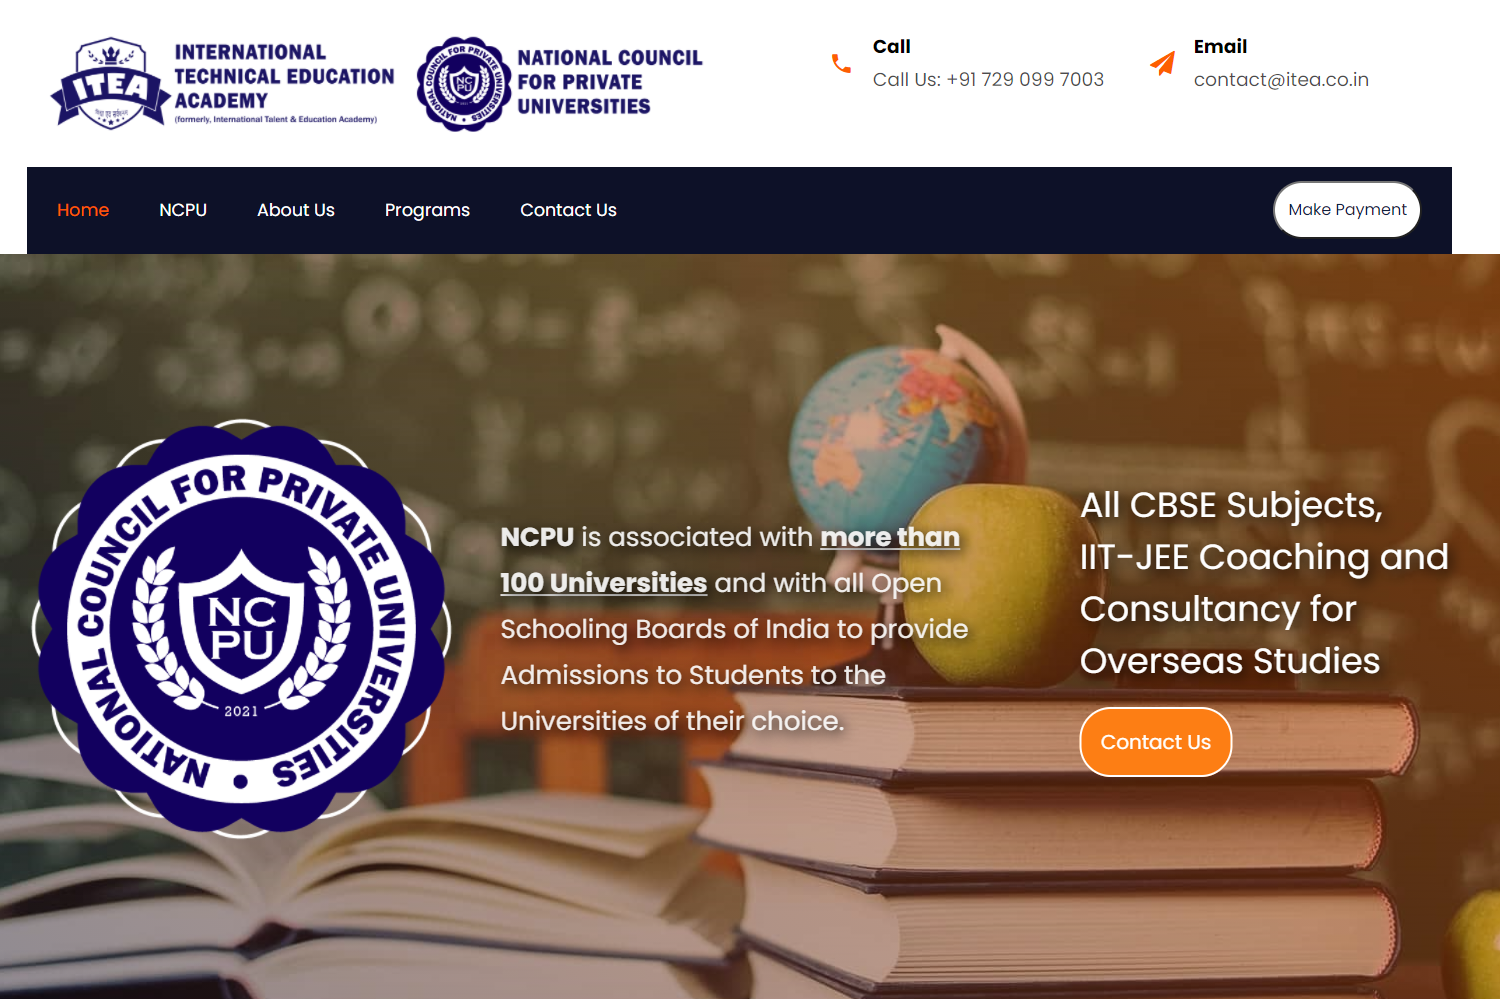 ITEA
INTERNATIONAL
TECHNICAL EDUCATION
ACADEMY
(formerly, International Talent & Education Academy)
NATIONAL COUNCIL FOR PRIVATE UNIVERSITIES
NC
PU
NATIONAL COUNCIL
FOR PRIVATE
UNIVERSITIES
Call
Call Us: +91 729 099 7003
Email
contact@itea.co.in
Home
NCPU
About Us
Programs
Contact Us
Make Payment
NATIONAL COUNCIL FOR PRIVATE UNIVERSITIES
NC
PU
2021
NCPU is associated with more than
100 Universities and with all Open
Schooling Boards of India to provide
Admissions to Students to the
Universities of their choice.
All CBSE Subjects,
IIT-JEE Coaching and
Consultancy for
Overseas Studies
Contact Us